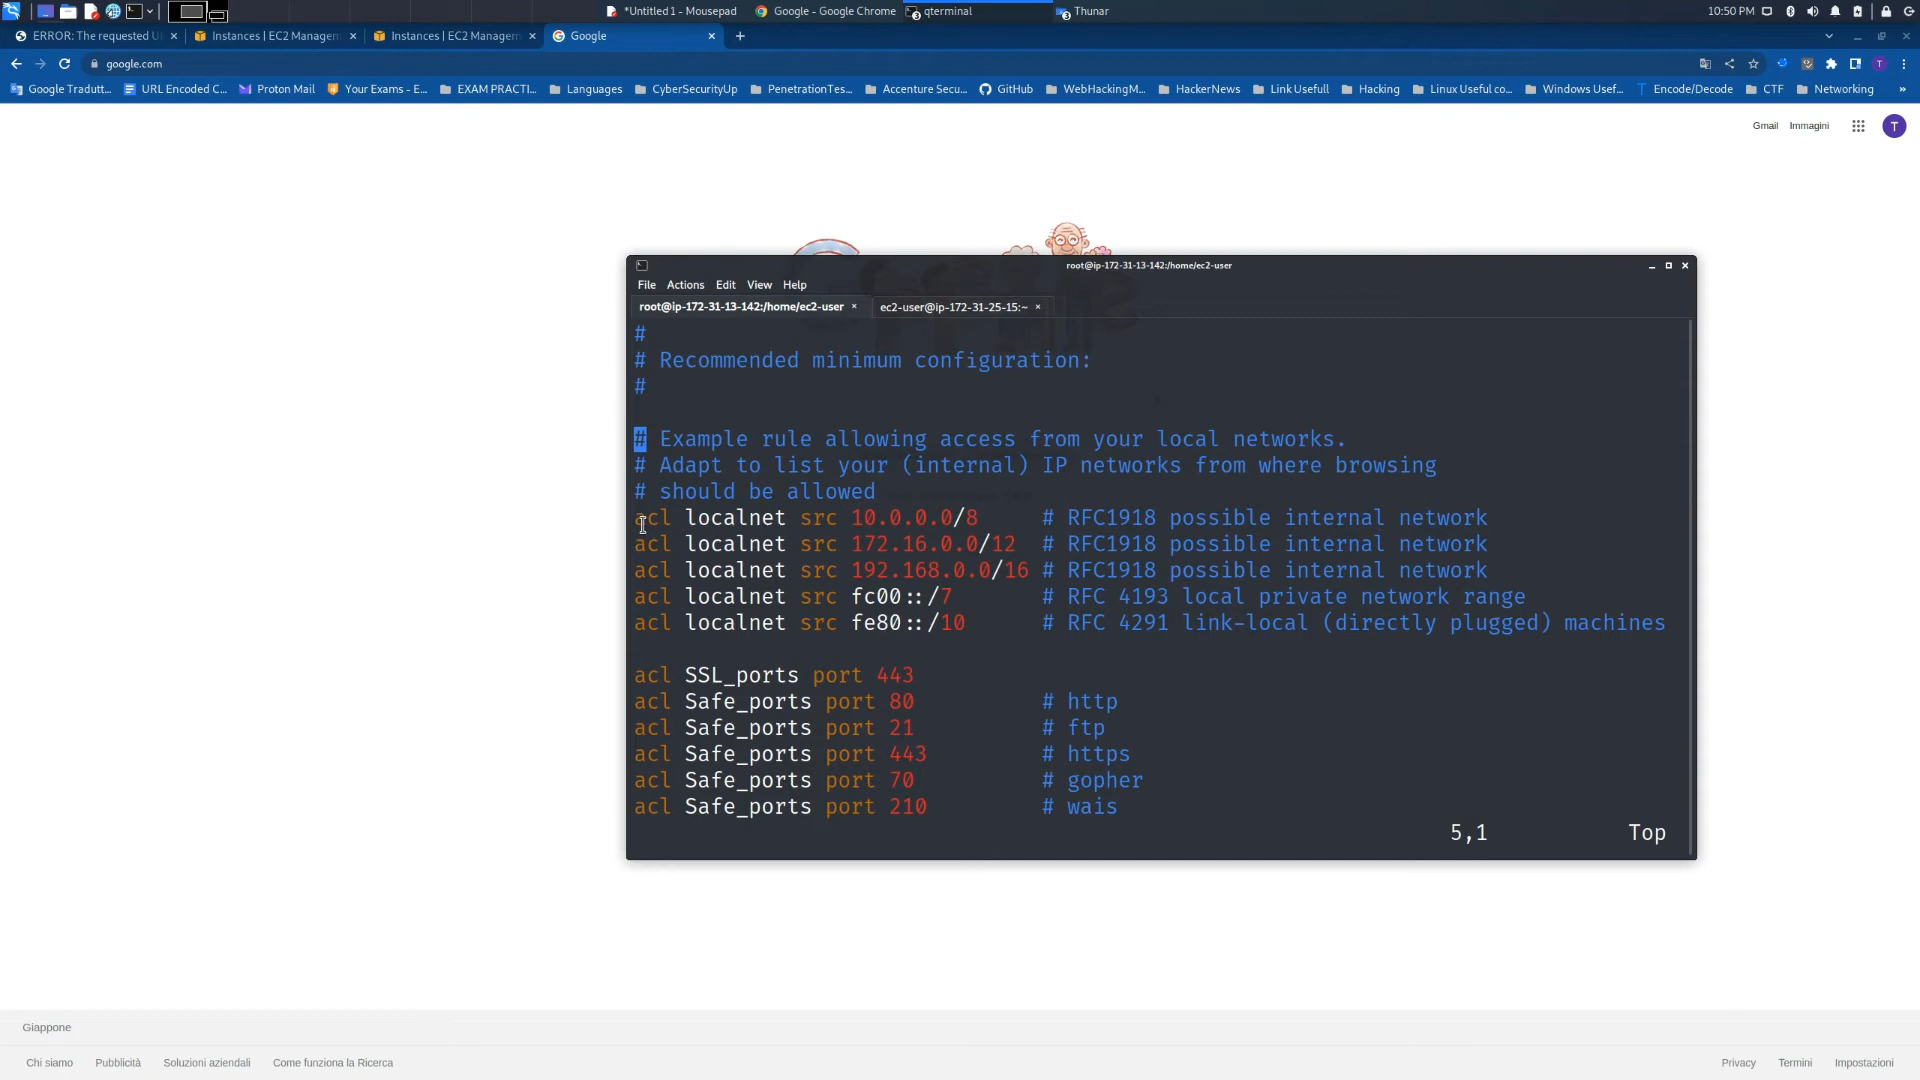 *Untitled 1 - Mousepad
Google - Google Chrome
3
qterminal
3
Thunar
10:50 PM
ERROR: The requested U
Instances | EC2 Managem
Instances | EC2 Managem
Google
google.com
T
Google Tradutt...
URL Encoded C...
Proton Mail
Your Exams - E...
EXAM PRACTI...
Languages
CyberSecurityUp
PenetrationTes...
Accenture Secu...
GitHub
WebHackingM...
HackerNews
Link Usefull
Hacking
Linux Useful co...
Windows Usef...
Encode/Decode
CTF
Networking
»
Gmail
Immagini
T
root@ip-172-31-13-142:/home/ec2-user
File Actions Edit View Help
root@ip-172-31-13-142:/home/ec2-user
ec2-user@ip-172-31-25-15:~
#
# Recommended minimum configuration:
#
# Example rule allowing access from your local networks.
# Adapt to list your (internal) IP networks from where browsing
# should be allowed
acl localnet src 10.0.0.0/8 # RFC1918 possible internal network
acl localnet src 172.16.0.0/12 # RFC1918 possible internal network
acl localnet src 192.168.0.0/16 # RFC1918 possible internal network
acl localnet src fc00::/7 # RFC 4193 local private network range
acl localnet src fe80::/10 # RFC 4291 link-local (directly plugged) machines
acl SSL_ports port 443
acl Safe_ports port 80 # http
acl Safe_ports port 21 # ftp
acl Safe_ports port 443 # https
acl Safe_ports port 70 # gopher
acl Safe_ports port 210 # wais
5,1 Top
Giappone
Chi siamo
Pubblicità
Soluzioni aziendali
Come funziona la Ricerca
Privacy
Termini
Impostazioni